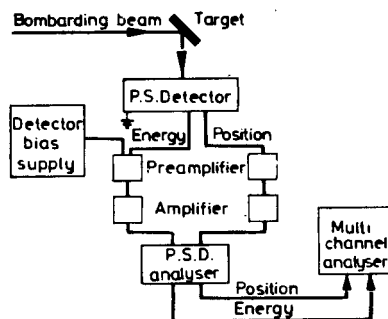 Bombarding beam Target
P.S.Detector
Energy Position
Detector
bias
supply
Preamplifier
Amplifier
P.S.D.
analyser
Multi
channel
analyser
Position
Energy